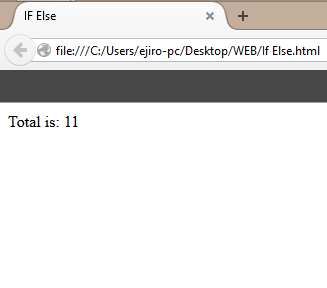 IF Else
file:///C:/Users/ejiro-pc/Desktop/WEB/If Else.html
Total is: 11